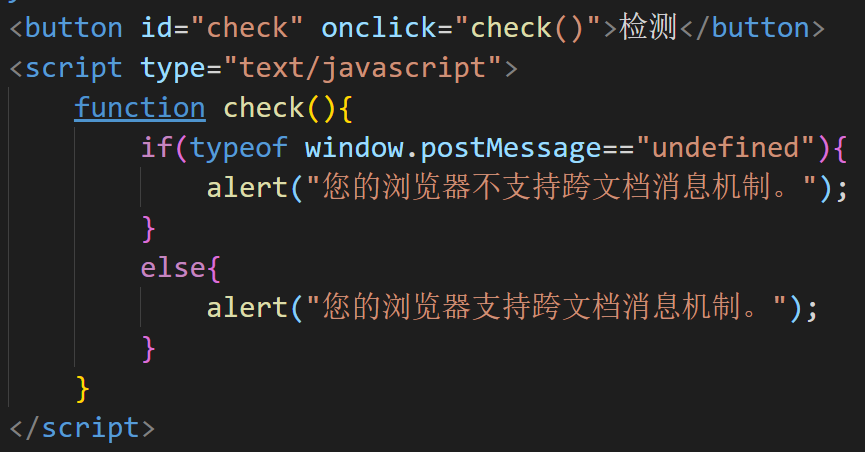 <button id="check" onclick="check()">检测</button>
<script type="text/javascript">
    function check(){
        if(typeof window.postMessage=="undefined"){
            alert("您的浏览器不支持跨文档消息机制。");
        }
        else{
            alert("您的浏览器支持跨文档消息机制。");
        }
    }
</script>